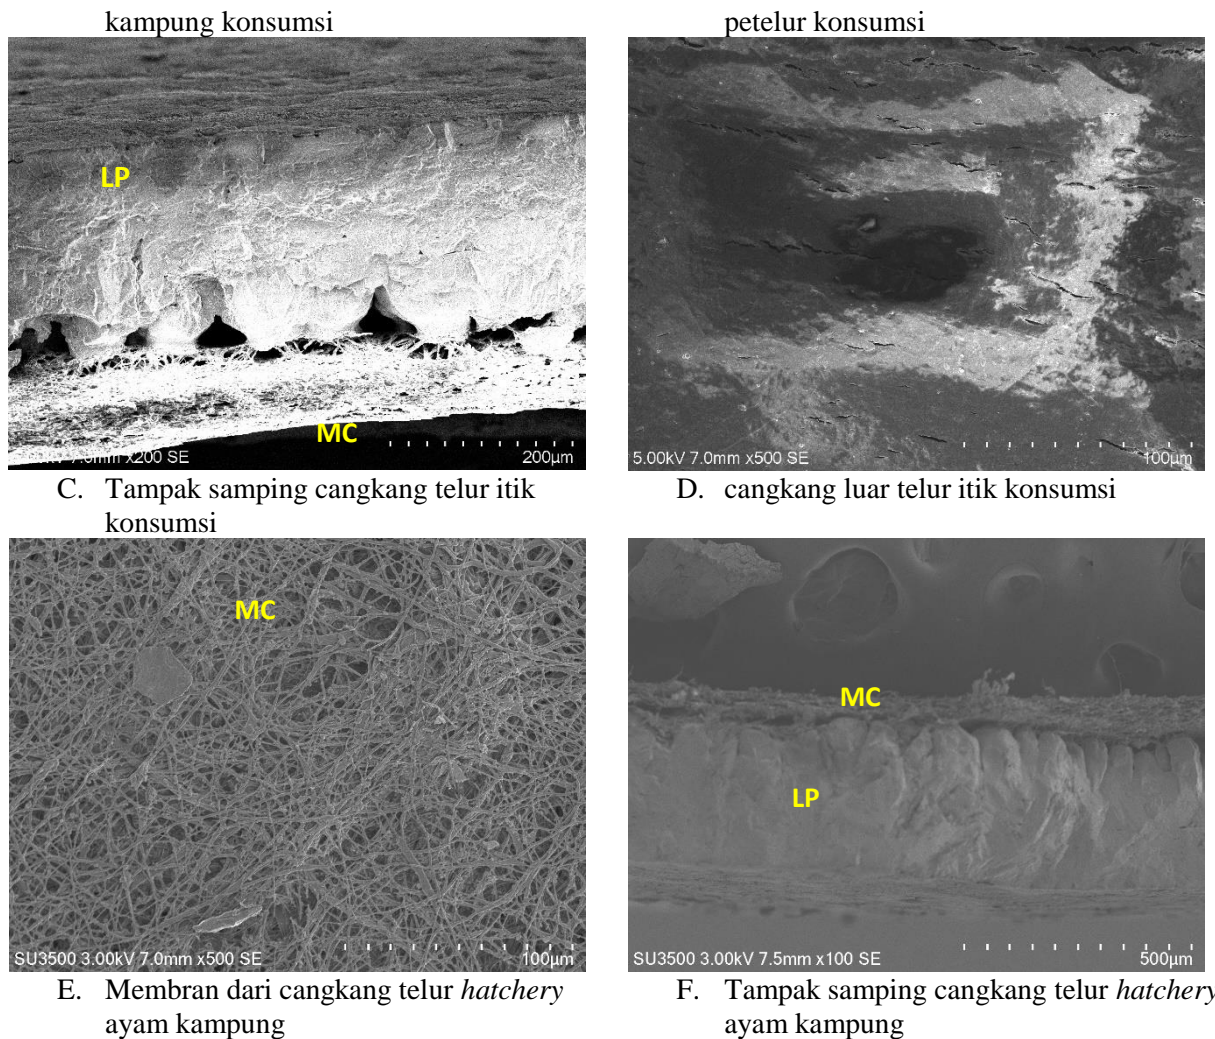 kampung konsumsi
petelur konsumsi
LP
MC
7.0mm x200 SE
200µm
5.00kV 7.0mm x500 SE
100µm
C. Tampak samping cangkang telur itik
konsumsi
D. cangkang luar telur itik konsumsi
MC
SU3500 3.00kV 7.0mm x500 SE
100µm
MC
LP
SU3500 3.00kV 7.5mm x100 SE
500µm
E. Membran dari cangkang telur hatchery
ayam kampung
F. Tampak samping cangkang telur hatchery
ayam kampung